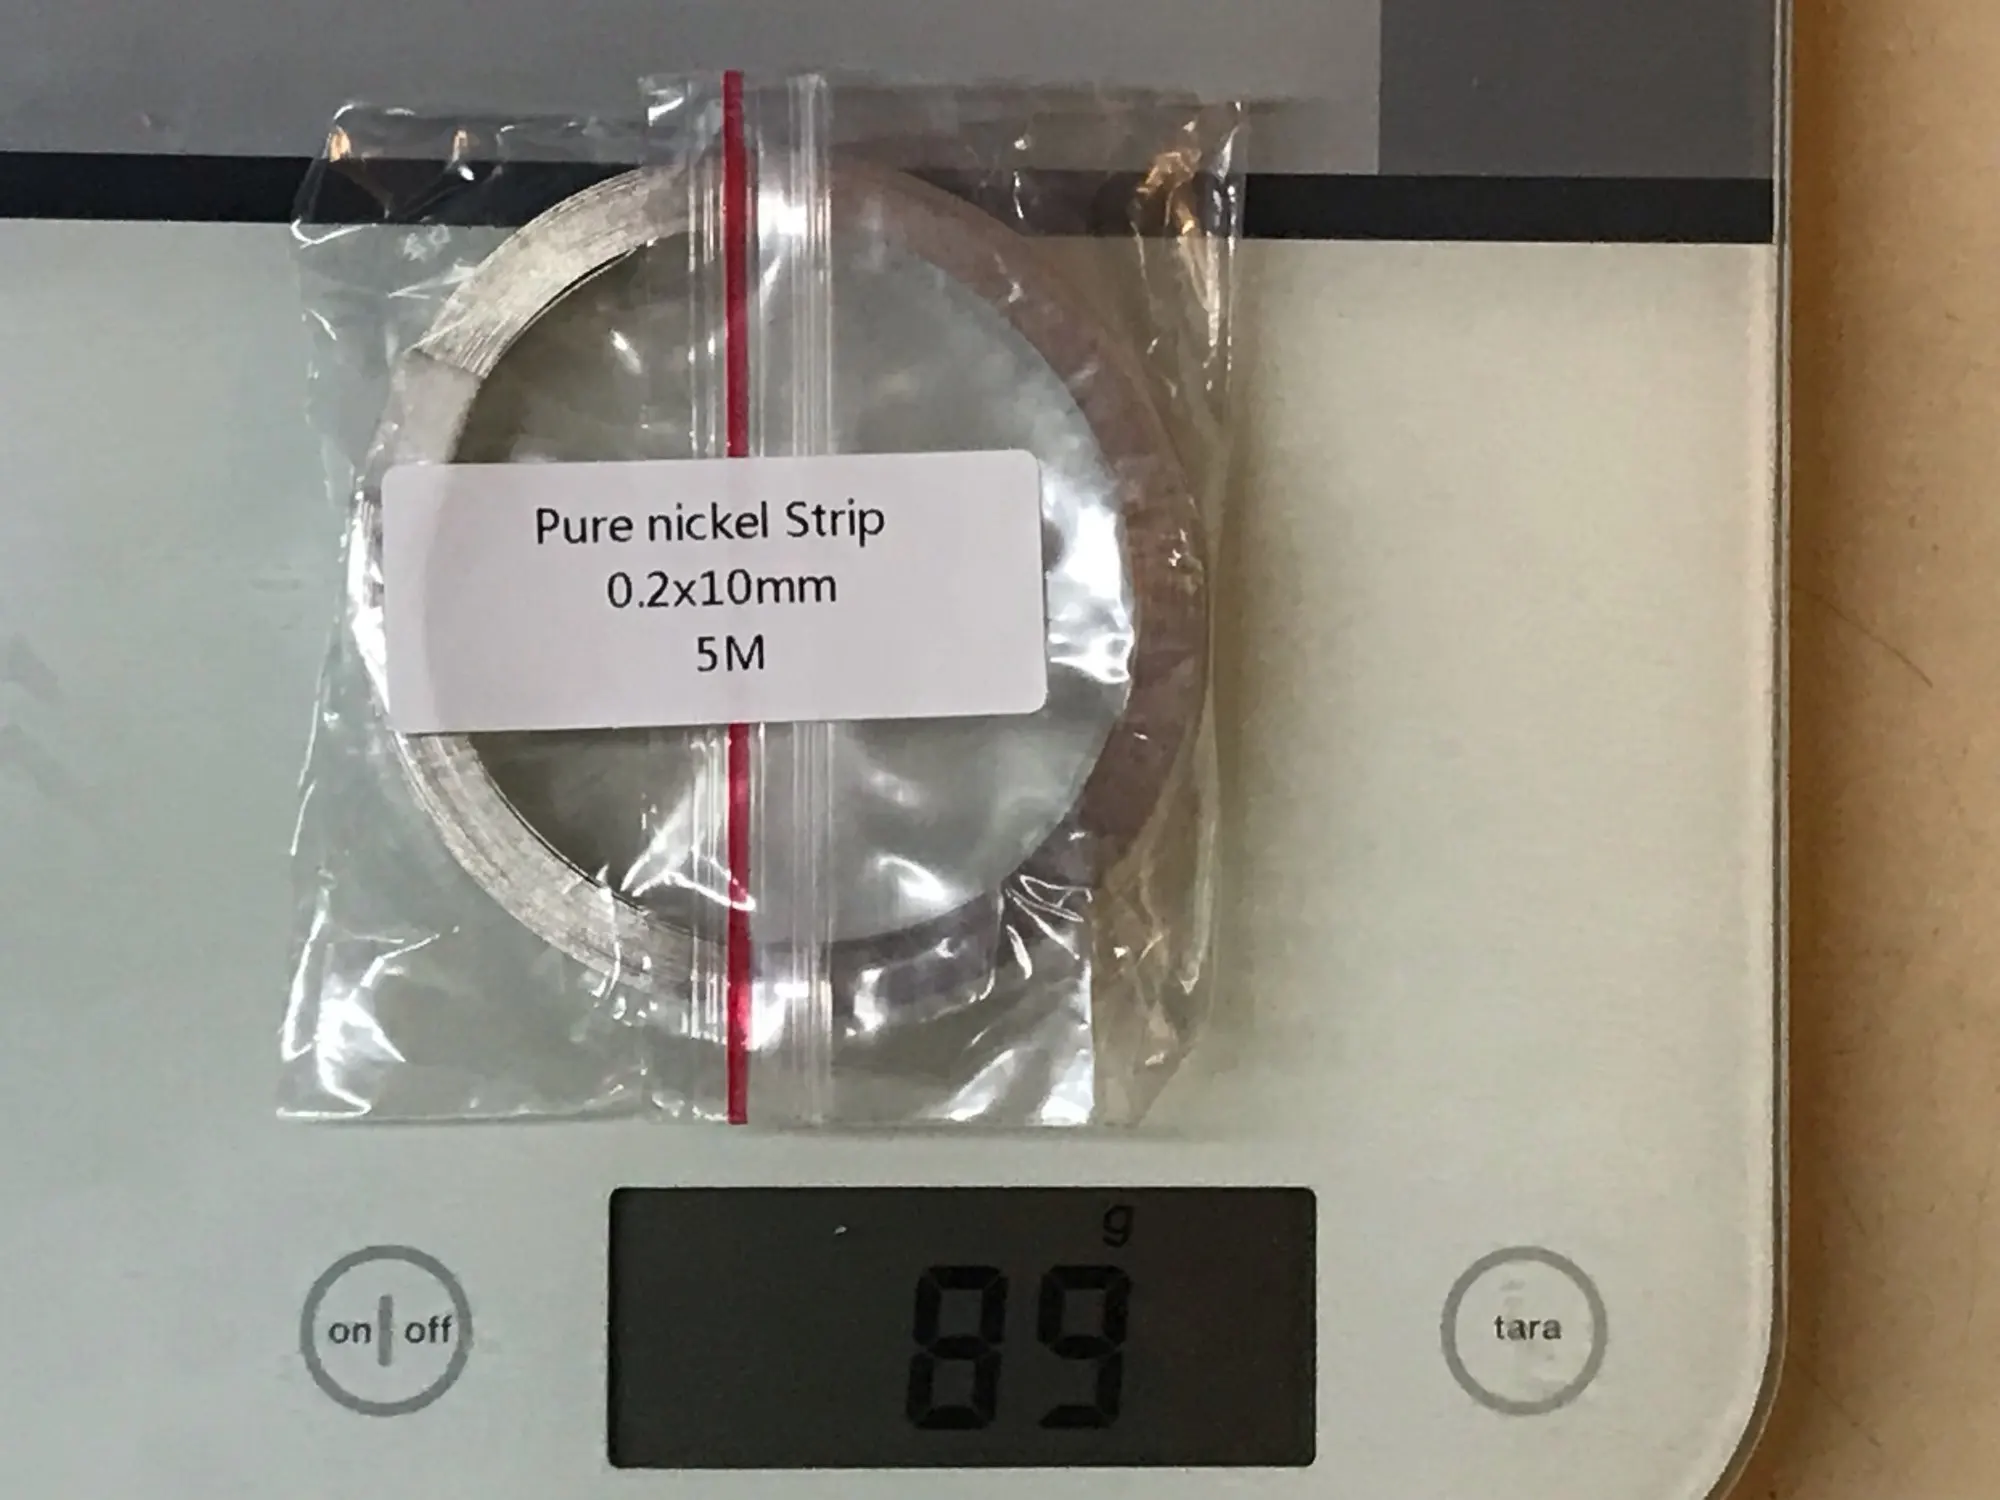 Pure nickel Strip
0.2x10mm
5M
g
89
on | off
tara